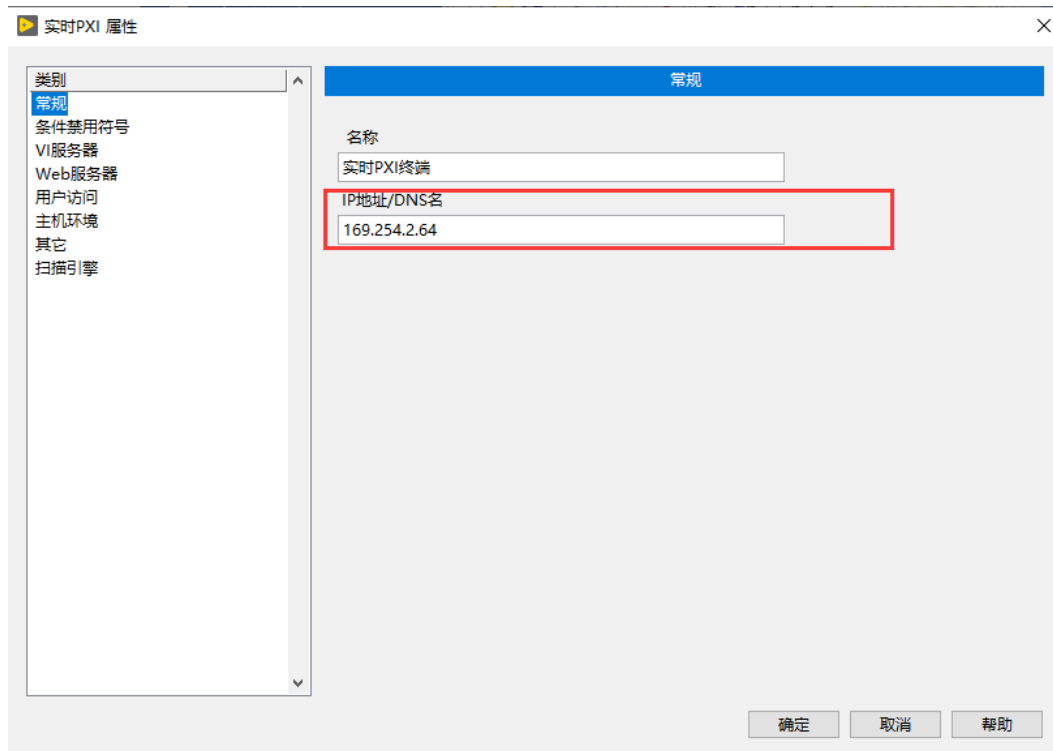 实时PXI 属性
类别
常规
条件禁用符号
VI服务器
Web服务器
用户访问
主机环境
其它
扫描引擎
常规
名称
实时PXI终端
IP地址/DNS名
169.254.2.64
确定
取消
帮助